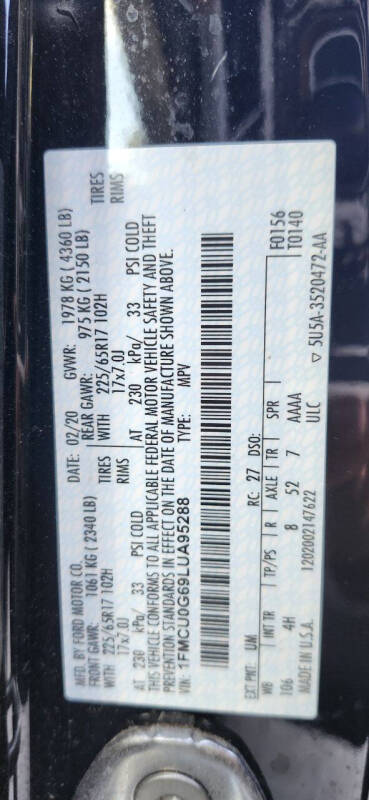 MFD. BY FORD MOTOR CO.
DATE: 02/20 GVWR: 1978 KG ( 4360 LB)
FRONT GAWR: 1061 KG ( 2340 LB) REAR GAWR: 975 KG ( 2150 LB)
WITH 225/65R17 102H TIRES WITH 225/65R17 102H TIRES
17x7.0J RIMS 17x7.0J RIMS
AT 230 kPa/ 33 PSI COLD AT 230 kPa/ 33 PSI COLD
THIS VEHICLE CONFORMS TO ALL APPLICABLE FEDERAL MOTOR VEHICLE SAFETY AND THEFT
PREVENTION STANDARDS IN EFFECT ON THE DATE OF MANUFACTURE SHOWN ABOVE.
VIN: 1FMCU0G69LUA95288 TYPE: MPV
EXT PNT: UM RC: 27 DSO: F0156
T0140
WB INT TR TP/PS R AXLE TR SPR
106 4H 8 52 7 AAAA
ULC ▽ 5U5A-3520472-AA
MADE IN U.S.A. 1202002147622